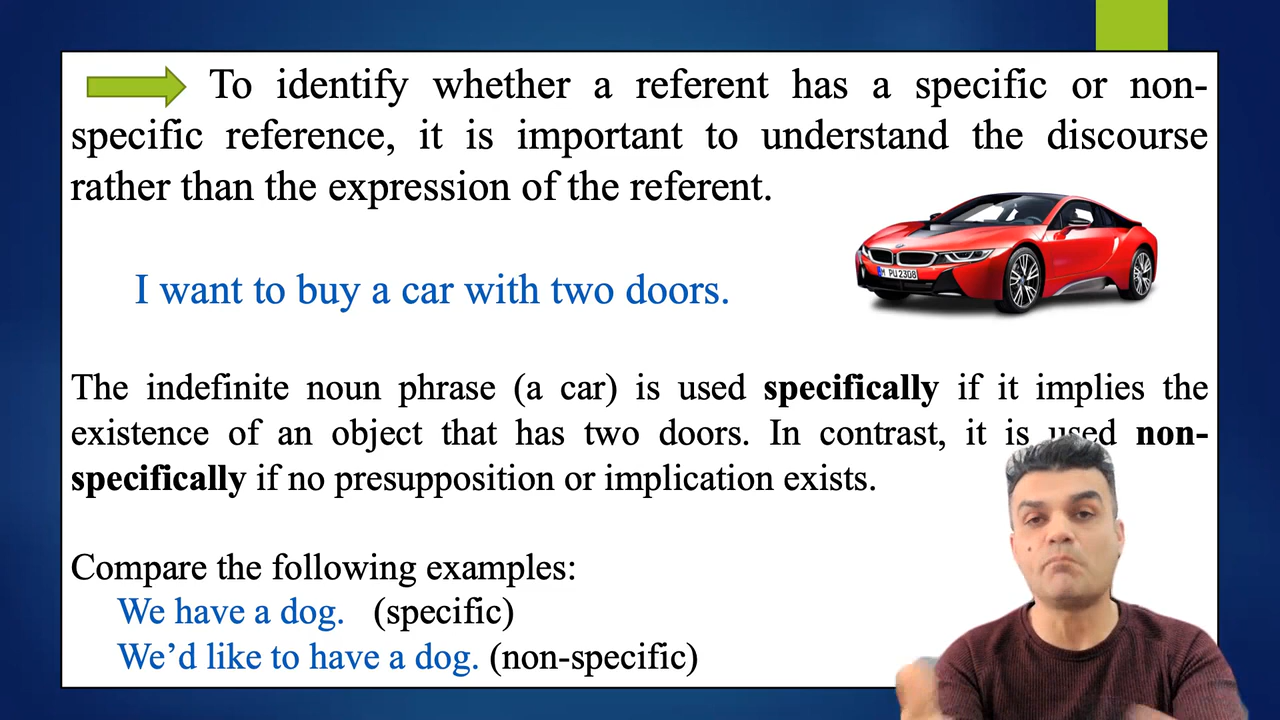 To identify whether a referent has a specific or non-
specific reference, it is important to understand the discourse
rather than the expression of the referent.
M PU 2308
I want to buy a car with two doors.
The indefinite noun phrase (a car) is used specifically if it implies the
existence of an object that has two doors. In contrast, it is used non-
specifically if no presupposition or implication exists.
Compare the following examples:
We have a dog. (specific)
We’d like to have a dog. (non-specific)